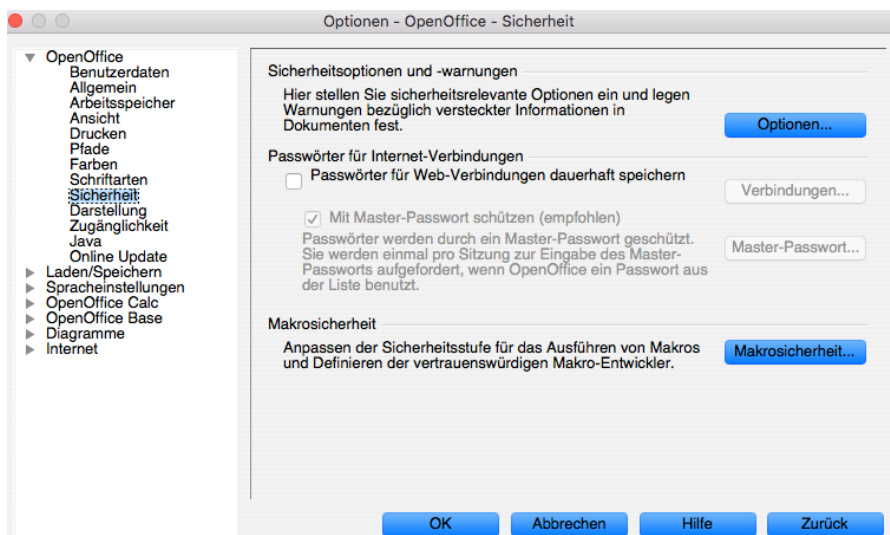 Optionen - OpenOffice - Sicherheit
OpenOffice
Benutzerdaten
Allgemein
Arbeitsspeicher
Ansicht
Drucken
Pfade
Farben
Schriftarten
Sicherheit
Darstellung
Zugänglichkeit
Java
Online Update
Laden/Speichern
Spracheinstellungen
OpenOffice Calc
OpenOffice Base
Diagramme
Internet
Sicherheitsoptionen und -warnungen
Hier stellen Sie sicherheitsrelevante Optionen ein und legen
Warnungen bezüglich versteckter Informationen in
Dokumenten fest.
Optionen...
Passwörter für Internet-Verbindungen
Passwörter für Web-Verbindungen dauerhaft speichern
Verbindungen...
Mit Master-Passwort schützen (empfohlen)
Passwörter werden durch ein Master-Passwort geschützt.
Sie werden einmal pro Sitzung zur Eingabe des Master-
Passworts aufgefordert, wenn OpenOffice ein Passwort aus
der Liste benutzt.
Master-Passwort...
Makrosicherheit
Anpassen der Sicherheitsstufe für das Ausführen von Makros
und Definieren der vertrauenswürdigen Makro-Entwickler.
Makrosicherheit...
OK
Abbrechen
Hilfe
Zurück